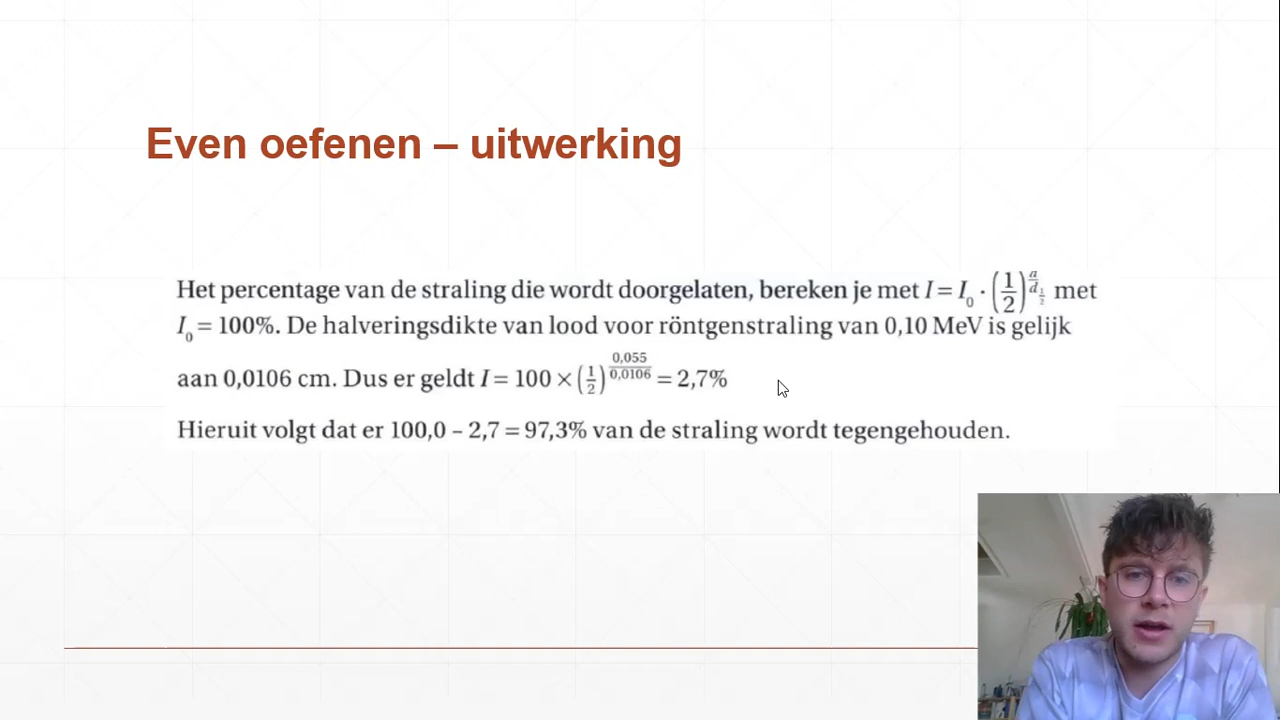 Even oefenen – uitwerking
Het percentage van de straling die wordt doorgelaten, bereken je met I = I₀ · (1/2)^(a/d_(1/2)) met
I₀ = 100%. De halveringsdikte van lood voor röntgenstraling van 0,10 MeV is gelijk
aan 0,0106 cm. Dus er geldt I = 100 × (1/2)^(0,055/0,0106) = 2,7%
Hieruit volgt dat er 100,0 – 2,7 = 97,3% van de straling wordt tegengehouden.